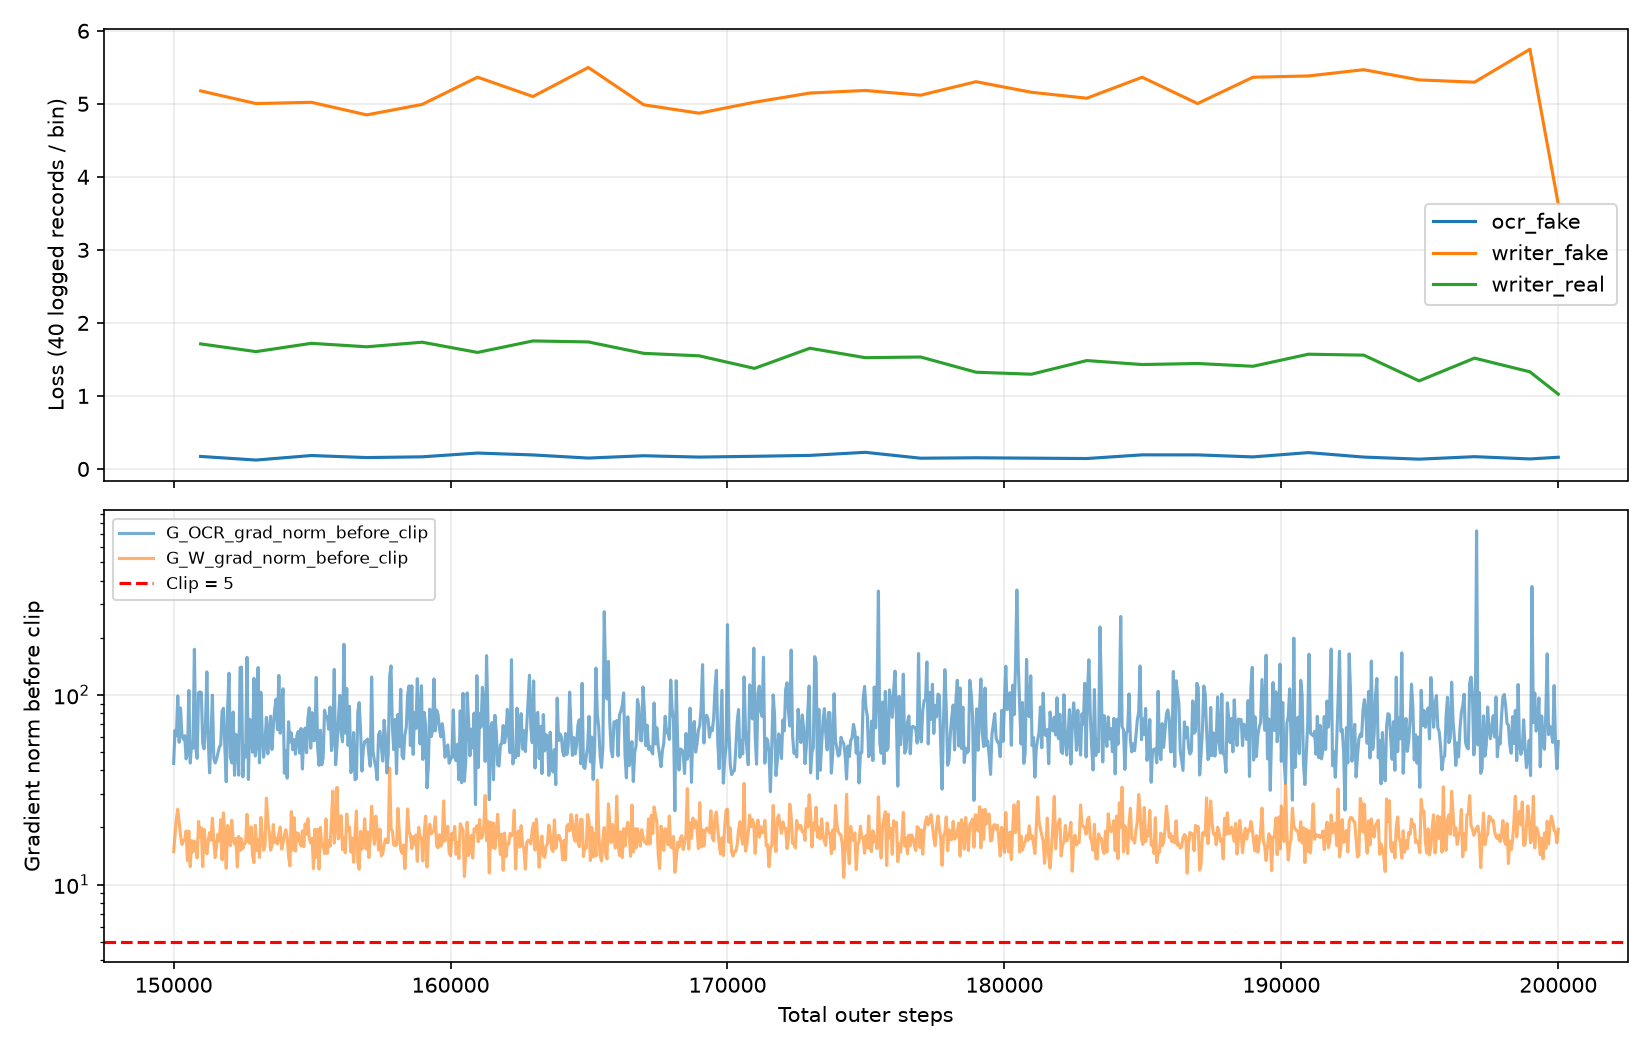 6
5
4
3
2
1
0
Loss (40 logged records / bin)
ocr_fake
writer_fake
writer_real
G_OCR_grad_norm_before_clip
G_W_grad_norm_before_clip
Clip = 5
10²
10¹
Gradient norm before clip
150000 160000 170000 180000 190000 200000
Total outer steps